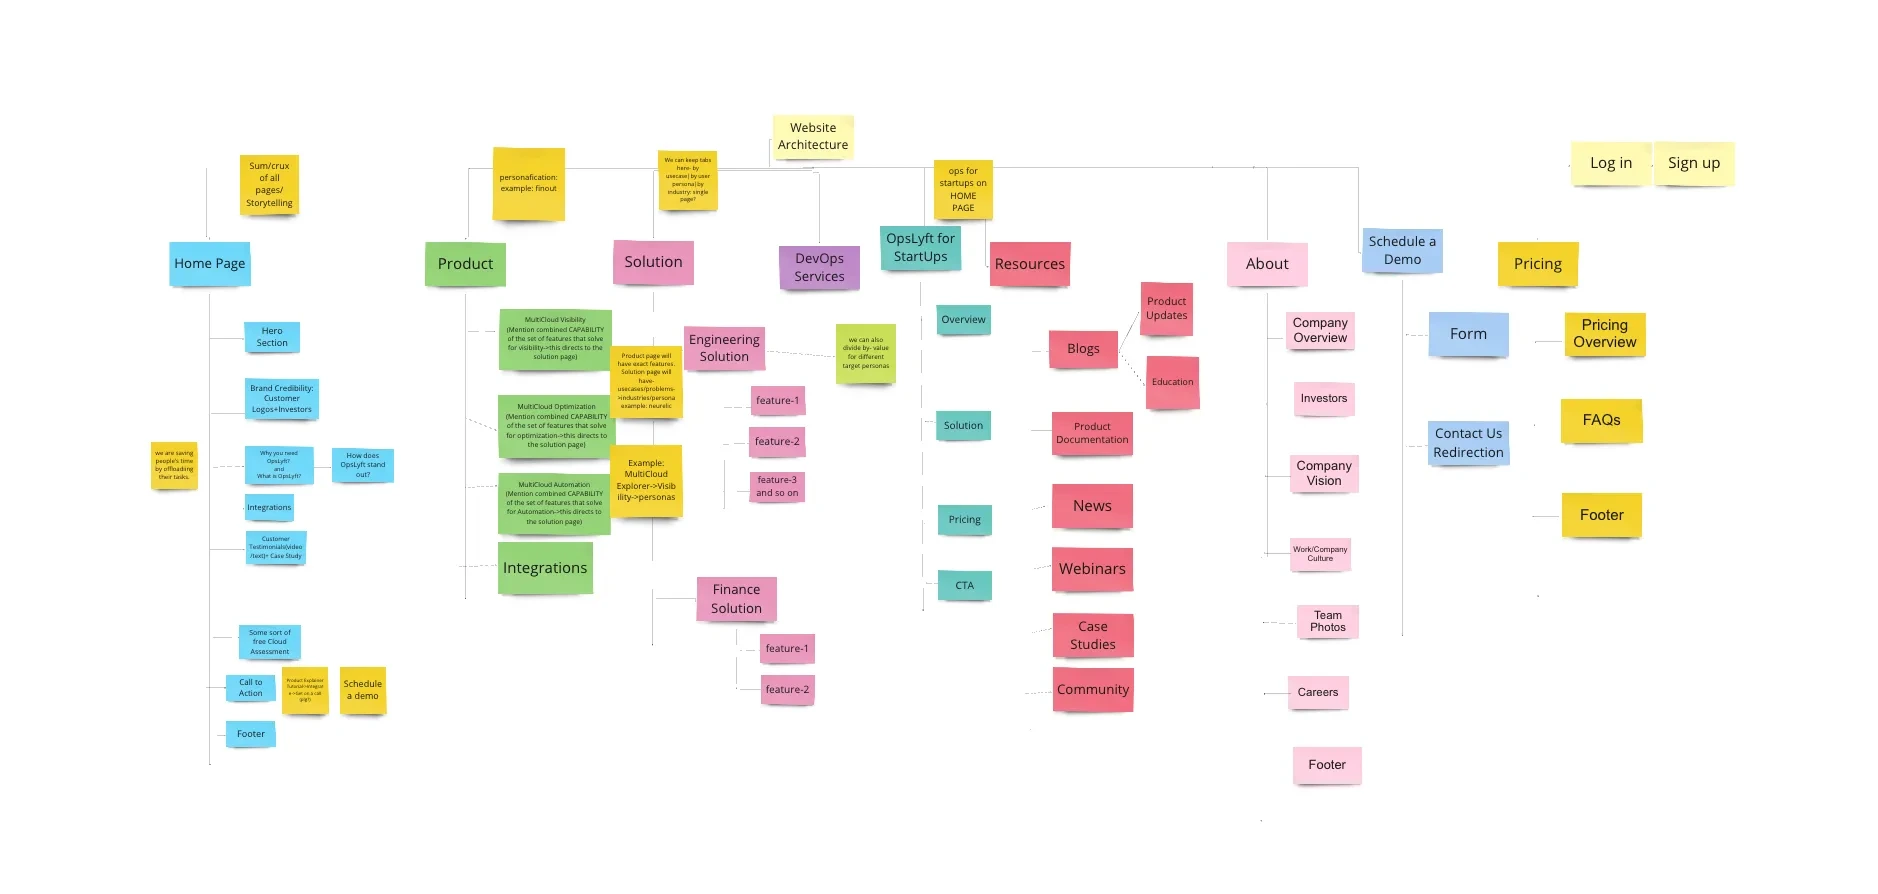 Website
Architecture
Log in
Sign up
Sum/crux
of all
pages/
Storytelling
personafication:
example: finout
We can keep tabs
here- by
usecase| by user
persona|by
industry: single
page?
ops for
startups on
HOME
PAGE
Home Page
Hero
Section
Brand Credibility:
Customer
Logos+Investors
we are saving
people's time
by offloading
their tasks.
Why you need
OpsLyft?
and
What is OpsLyft?
How does
OpsLyft stand
out?
Integrations
Customer
Testimonials(video
/text)+ Case Study
Some sort of
free Cloud
Assessment
Call to
Action
Product Explainer
Schedule
a demo
Footer
Product
MultiCloud Visibility
(Mention combined CAPABILITY
of the set of features that solve
for visibility->this directs to the
solution page)
MultiCloud Optimization
(Mention combined CAPABILITY
of the set of features that solve
for optimization->this directs to
the solution page)
MultiCloud Automation
(Mention combined CAPABILITY
of the set of features that solve
for Automation->this directs to
the solution page)
Integrations
Product page will
have exact features.
Solution page will
have-
usecases/problems-
>industries/persona
example: neurelic
Example:
MultiCloud
Explorer->Visib
ility->personas
Solution
Engineering
Solution
we can also
divide by- value
for different
target personas
feature-1
feature-2
feature-3
and so on
Finance
Solution
feature-1
feature-2
DevOps
Services
OpsLyft for
StartUps
Overview
Solution
Pricing
CTA
Resources
Blogs
Product
Updates
Education
Product
Documentation
News
Webinars
Case
Studies
Community
About
Company
Overview
Investors
Company
Vision
Work/Company
Culture
Team
Photos
Careers
Footer
Schedule a
Demo
Form
Contact Us
Redirection
Pricing
Pricing
Overview
FAQs
Footer